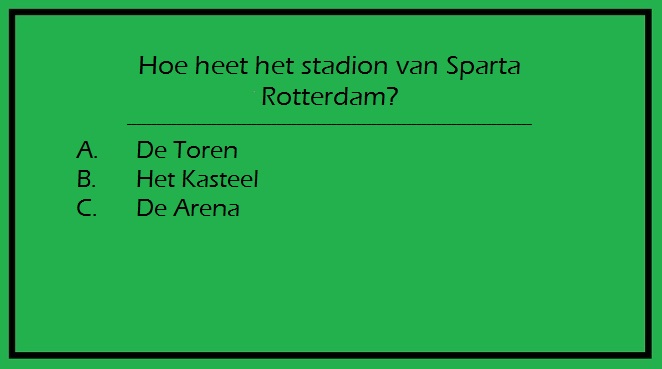 Hoe heet het stadion van Sparta
Rotterdam?
A. De Toren
B. Het Kasteel
C. De Arena